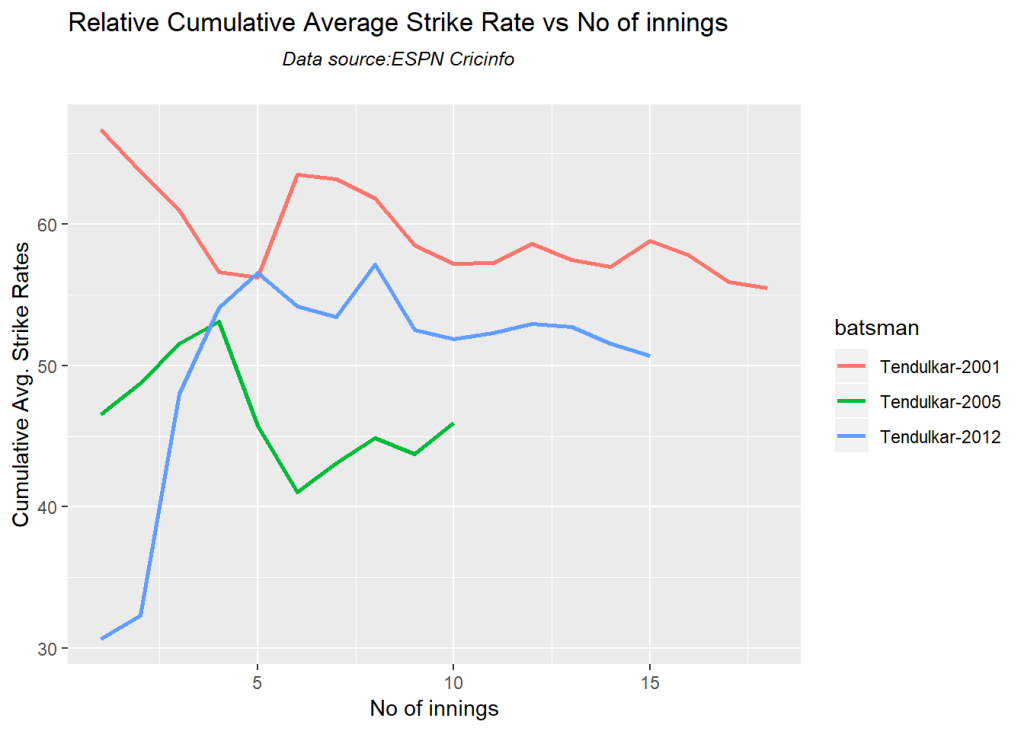 Relative Cumulative Average Strike Rate vs No of innings
Data source:ESPN Cricinfo
Cumulative Avg. Strike Rates
60
50
40
30
5
10
15
No of innings
batsman
Tendulkar-2001
Tendulkar-2005
Tendulkar-2012